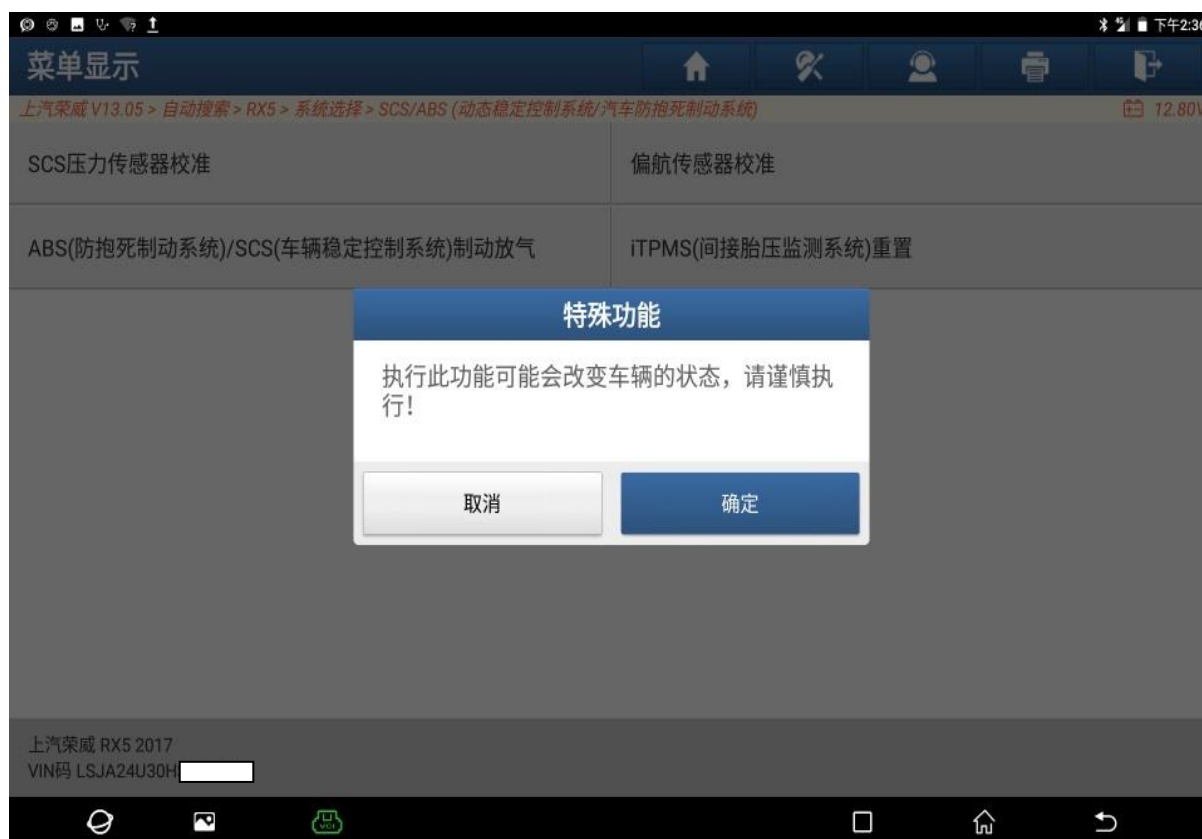 下午2:36
菜单显示
上汽荣威 V13.05 > 自动搜索 > RX5 > 系统选择 > SCS/ABS (动态稳定控制系统/汽车防抱死制动系统)
12.80V
SCS压力传感器校准
偏航传感器校准
ABS(防抱死制动系统)/SCS(车辆稳定控制系统)制动放气
iTPMS(间接胎压监测系统)重置
特殊功能
执行此功能可能会改变车辆的状态，请谨慎执
行！
取消
确定
上汽荣威 RX5 2017
VIN码 LSJA24U30H
VCI